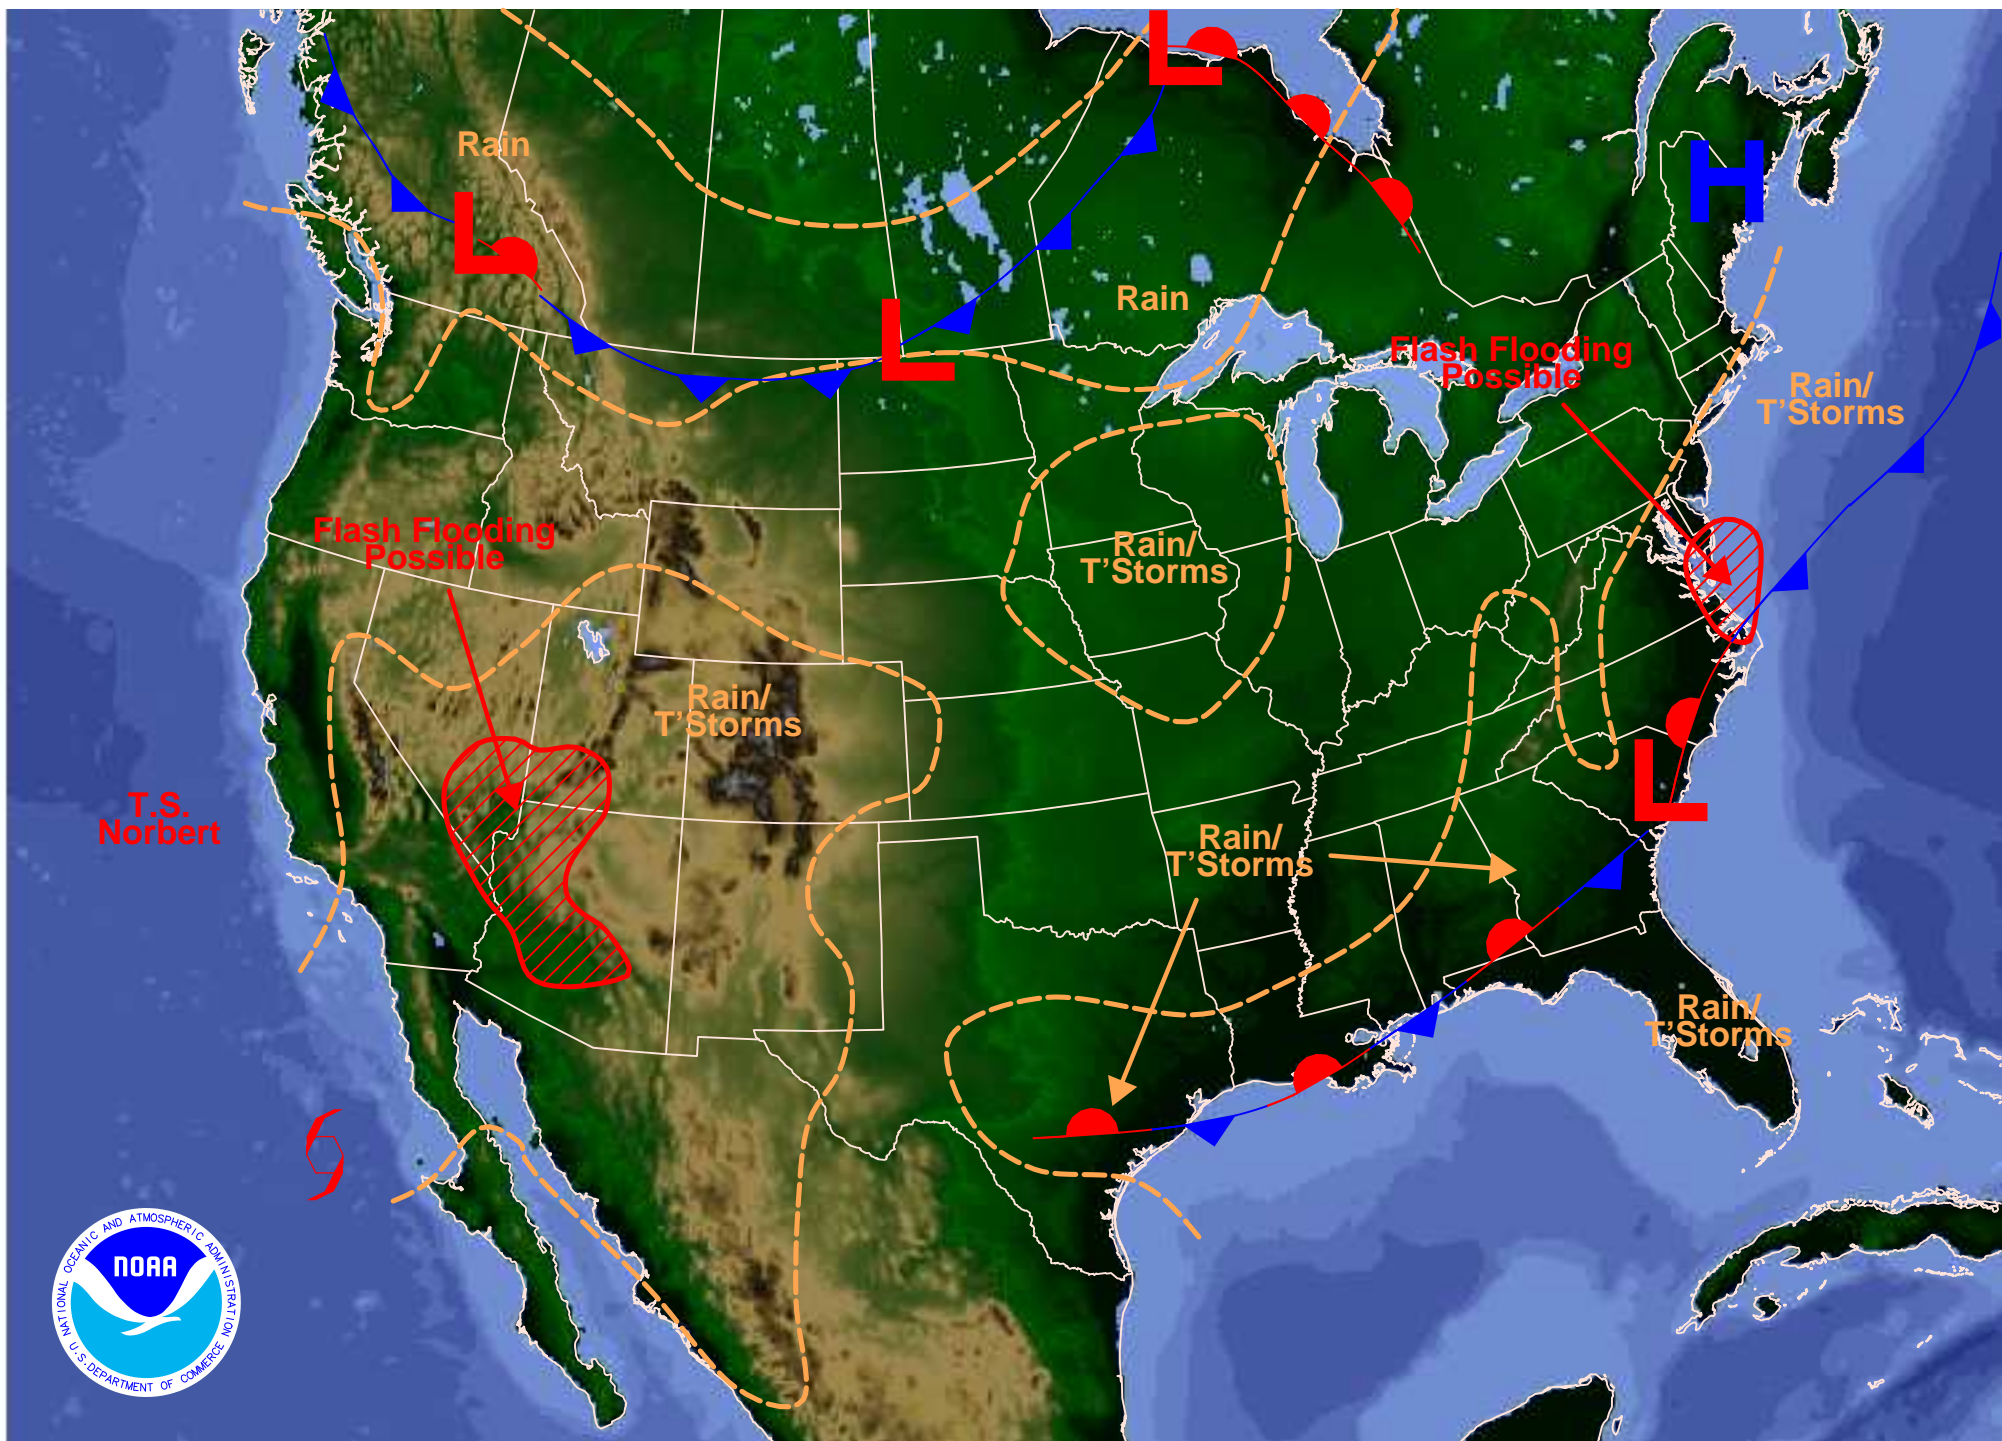 L
Rain
H
L
Rain
L
Flash Flooding
Possible
Rain/
T'Storms
Flash Flooding
Possible
Rain/
T'Storms
Rain/
T'Storms
T.S.
Norbert
L
Rain/
T'Storms
Rain/
T'Storms
NATIONAL OCEANIC AND ATMOSPHERIC ADMINISTRATION
NOAA
U.S. DEPARTMENT OF COMMERCE